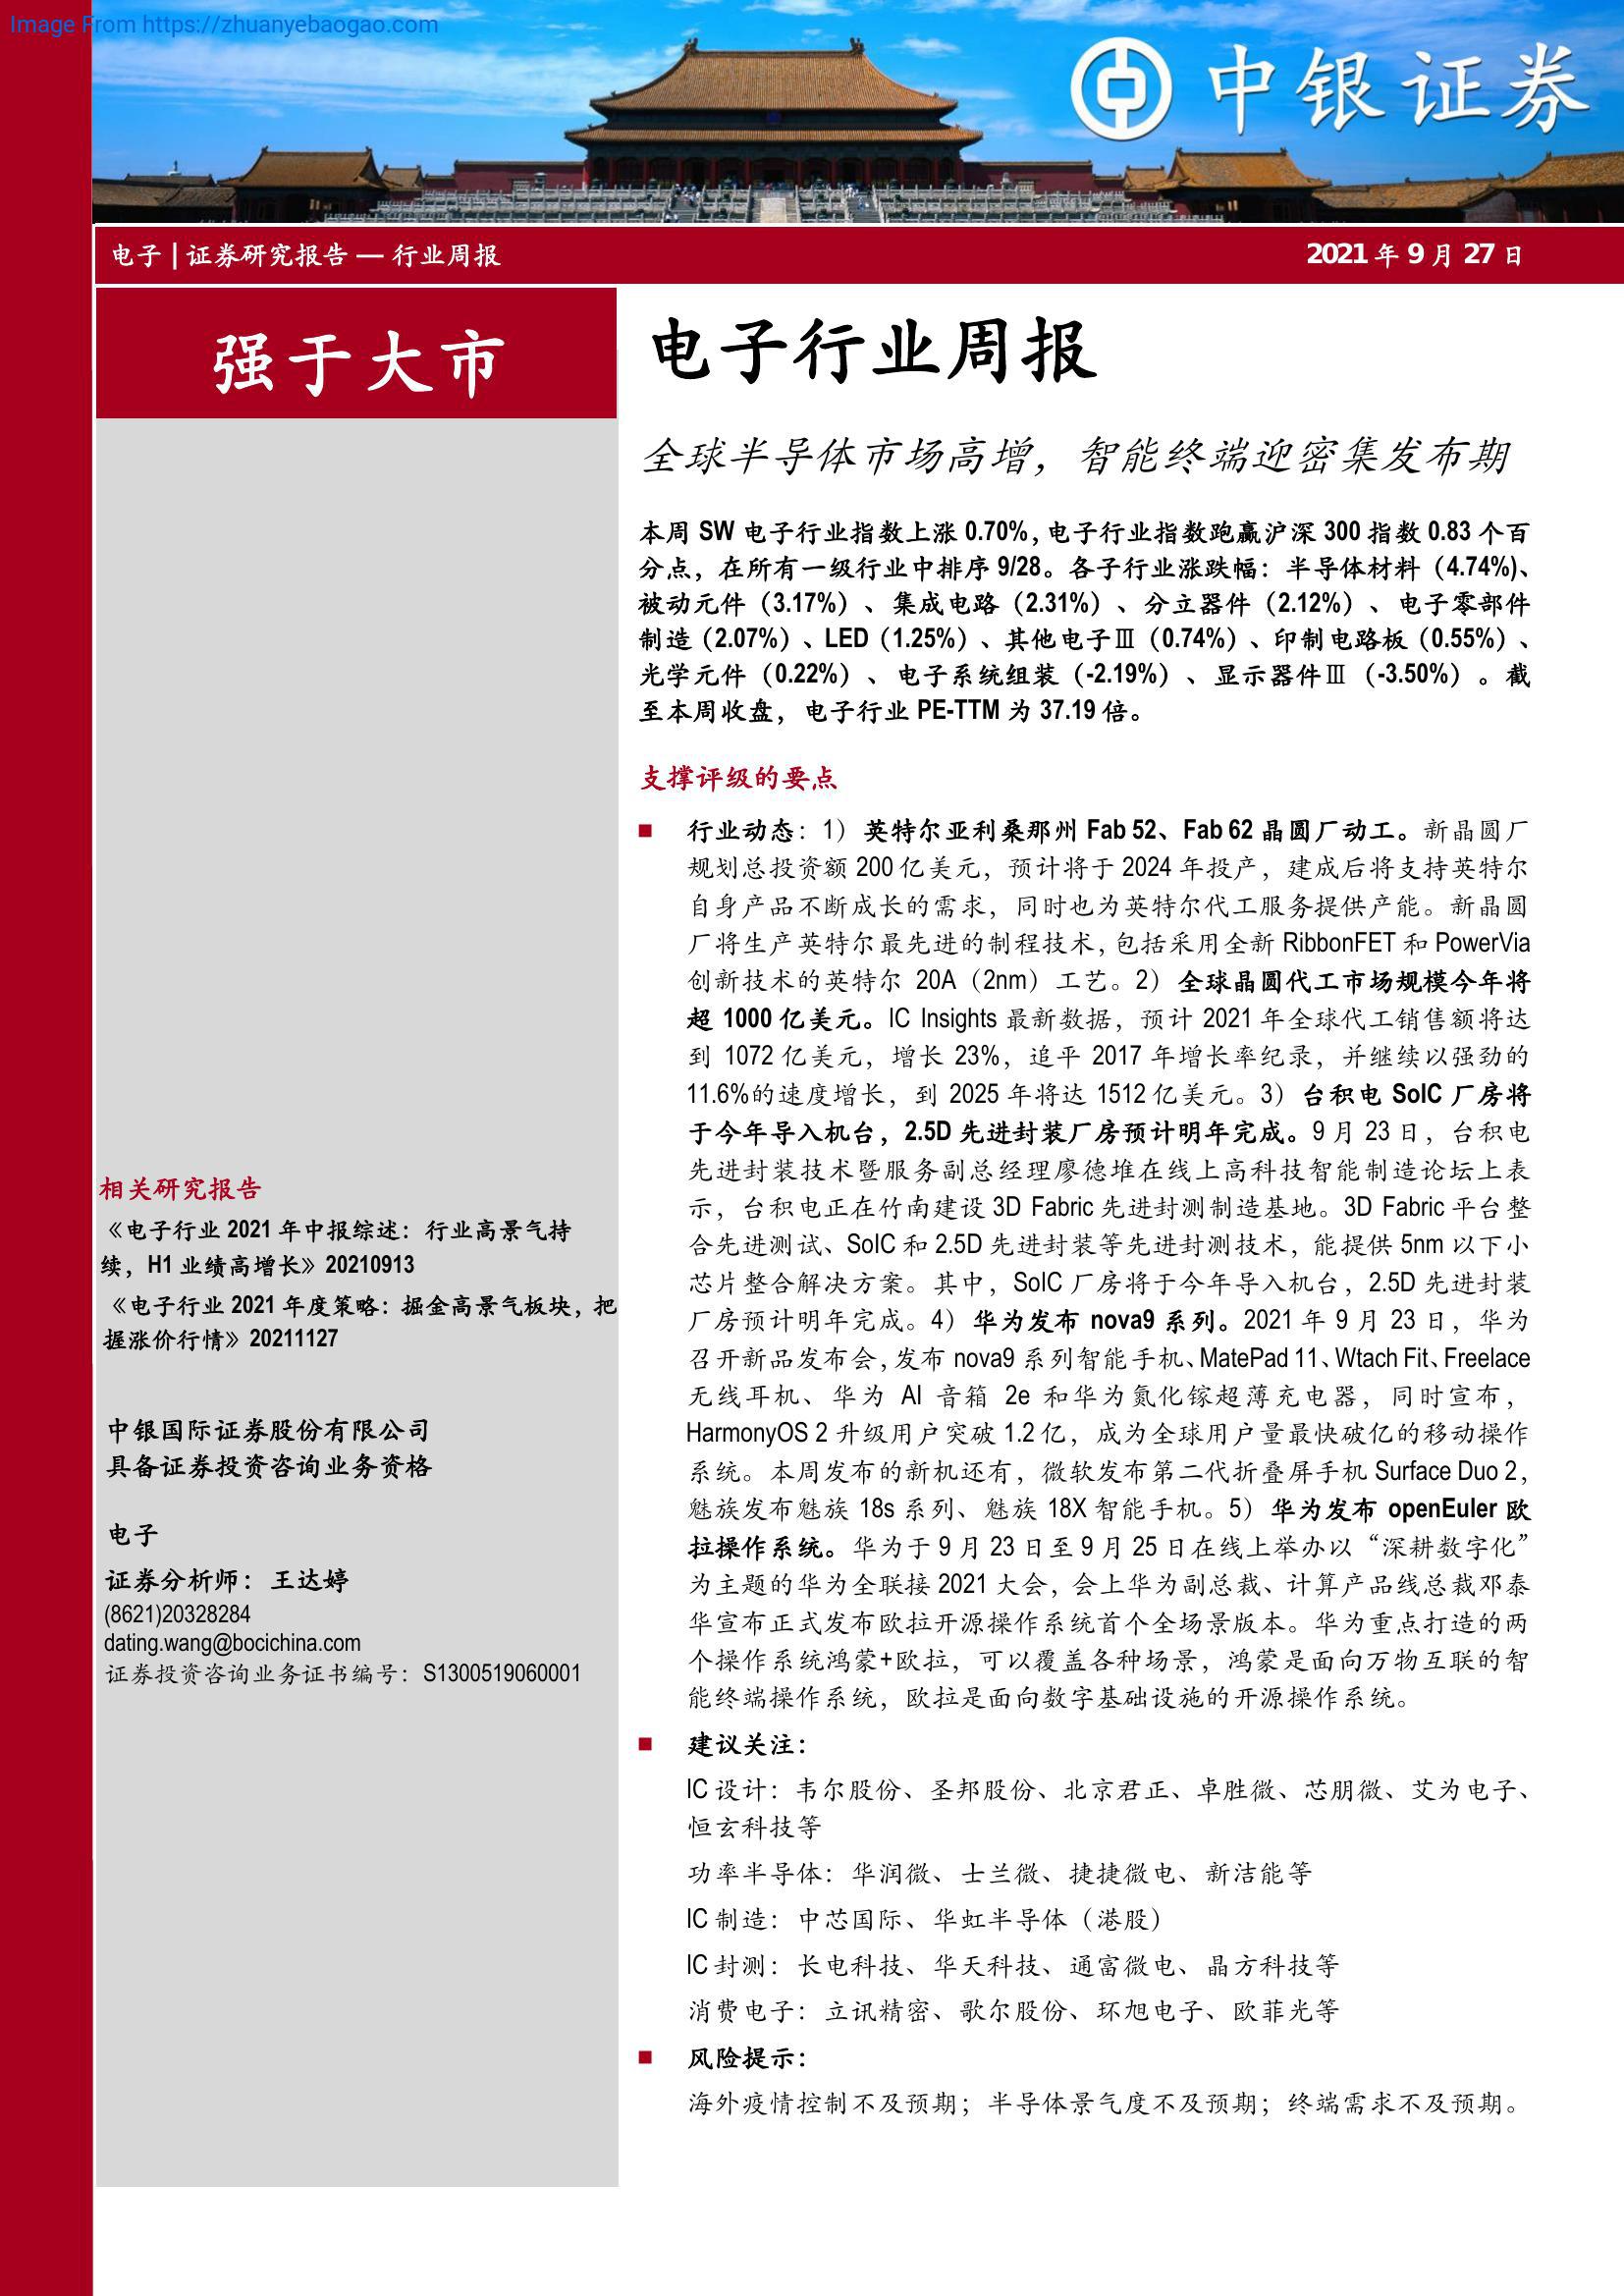 Image From https://zhuanyebaogao.com
中银证券
电子 | 证券研究报告 — 行业周报
2021 年 9 月 27 日
强于大市
电子行业周报
全球半导体市场高增，智能终端迎密集发布期
本周 SW 电子行业指数上涨 0.70%，电子行业指数跑赢沪深 300 指数 0.83 个百
分点，在所有一级行业中排序 9/28。各子行业涨跌幅：半导体材料（4.74%）、
被动元件（3.17%）、集成电路（2.31%）、分立器件（2.12%）、电子零部件
制造（2.07%）、LED（1.25%）、其他电子Ⅲ（0.74%）、印制电路板（0.55%）、
光学元件（0.22%）、电子系统组装（-2.19%）、显示器件Ⅲ（-3.50%）。截
至本周收盘，电子行业 PE-TTM 为 37.19 倍。
支撑评级的要点
■ 行业动态：1）英特尔亚利桑那州 Fab 52、Fab 62 晶圆厂动工。新晶圆厂
规划总投资额 200 亿美元，预计将于 2024 年投产，建成后将支持英特尔
自身产品不断成长的需求，同时也为英特尔代工服务提供产能。新晶圆
厂将生产英特尔最先进的制程技术，包括采用全新 RibbonFET 和 PowerVia
创新技术的英特尔 20A（2nm）工艺。2）全球晶圆代工市场规模今年将
超 1000 亿美元。IC Insights 最新数据，预计 2021 年全球代工销售额将达
到 1072 亿美元，增长 23%，追平 2017 年增长率纪录，并继续以强劲的
11.6%的速度增长，到 2025 年将达 1512 亿美元。3）台积电 SoIC 厂房将
于今年导入机台，2.5D 先进封装厂房预计明年完成。9 月 23 日，台积电
先进封装技术暨服务副总经理廖德堆在线上高科技智能制造论坛上表
示，台积电正在竹南建设 3D Fabric 先进封测制造基地。3D Fabric 平台整
合先进测试、SoIC 和 2.5D 先进封装等先进封测技术，能提供 5nm 以下小
芯片整合解决方案。其中，SoIC 厂房将于今年导入机台，2.5D 先进封装
厂房预计明年完成。4）华为发布 nova9 系列。2021 年 9 月 23 日，华为
召开新品发布会，发布 nova9 系列智能手机、MatePad 11、Wtach Fit、Freelace
无线耳机、华为 AI 音箱 2e 和华为氮化镓超薄充电器，同时宣布，
HarmonyOS 2 升级用户突破 1.2 亿，成为全球用户量最快破亿的移动操作
系统。本周发布的新机还有，微软发布第二代折叠屏手机 Surface Duo 2，
魅族发布魅族 18s 系列、魅族 18X 智能手机。5）华为发布 openEuler 欧
拉操作系统。华为于 9 月 23 日至 9 月 25 日在线上举办以“深耕数字化”
为主题的华为全联接 2021 大会，会上华为副总裁、计算产品线总裁邓泰
华宣布正式发布欧拉开源操作系统首个全场景版本。华为重点打造的两
个操作系统鸿蒙+欧拉，可以覆盖各种场景，鸿蒙是面向万物互联的智
能终端操作系统，欧拉是面向数字基础设施的开源操作系统。
■ 建议关注：
IC 设计：韦尔股份、圣邦股份、北京君正、卓胜微、芯朋微、艾为电子、
恒玄科技等
功率半导体：华润微、士兰微、捷捷微电、新洁能等
IC 制造：中芯国际、华虹半导体（港股）
IC 封测：长电科技、华天科技、通富微电、晶方科技等
消费电子：立讯精密、歌尔股份、环旭电子、欧菲光等
■ 风险提示：
海外疫情控制不及预期；半导体景气度不及预期；终端需求不及预期。
相关研究报告
《电子行业 2021 年中报综述：行业高景气持
续，H1 业绩高增长》20210913
《电子行业 2021 年度策略：掘金高景气板块，把
握涨价行情》20211127
中银国际证券股份有限公司
具备证券投资咨询业务资格
电子
证券分析师：王达婷
(8621)20328284
dating.wang@bocichina.com
证券投资咨询业务证书编号：S1300519060001